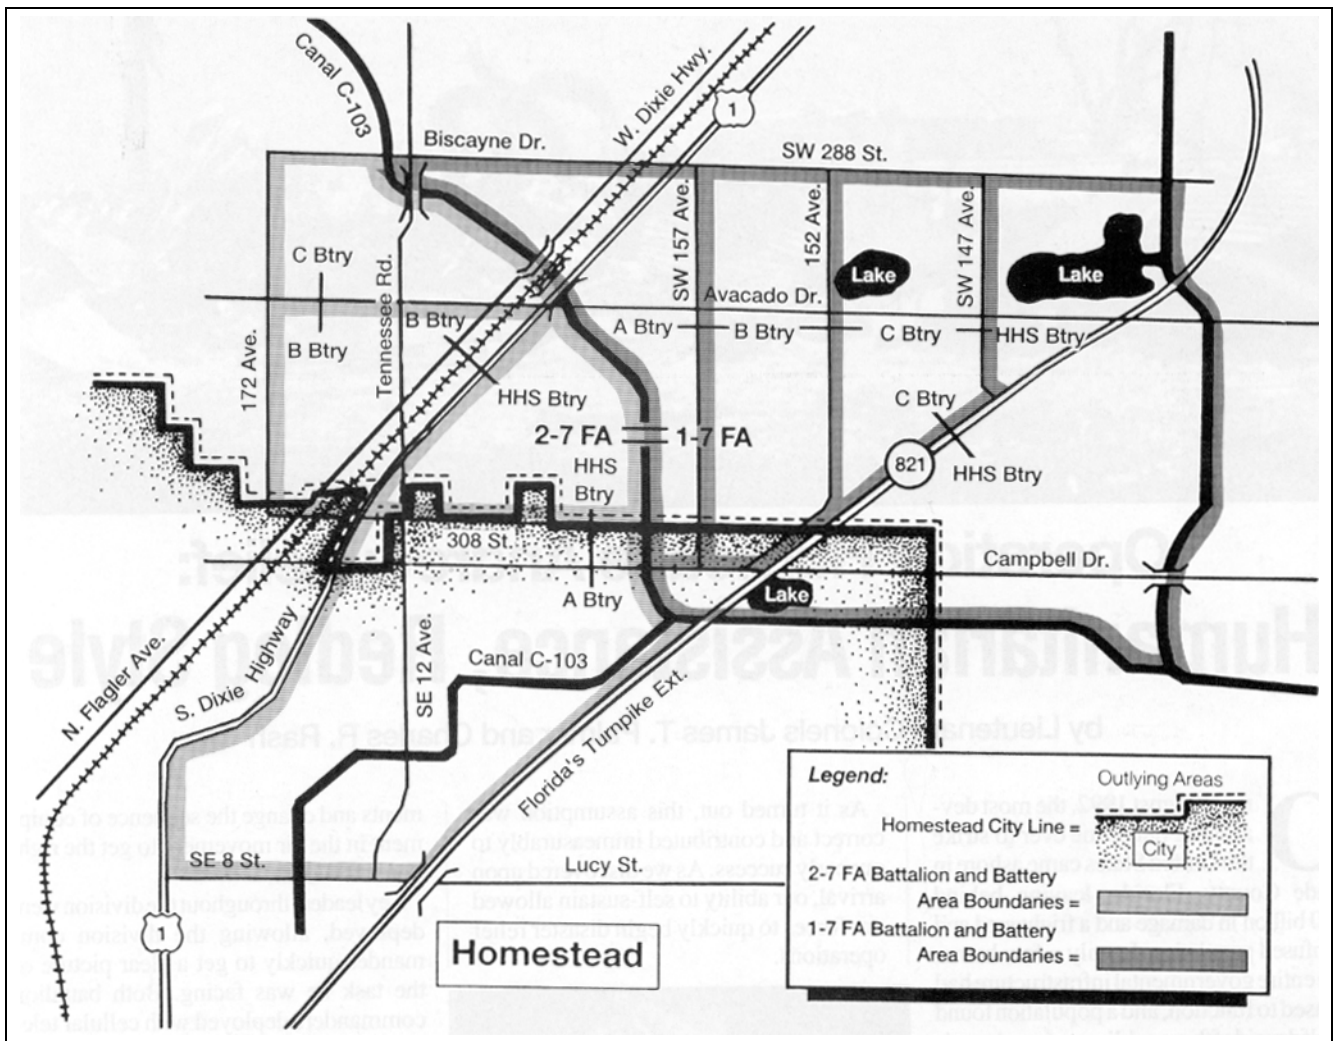 Canal C-103
Biscayne Dr.
W. Dixie Hwy.
1
SW 288 St.
C Btry
172 Ave.
B Btry
Tennessee Rd.
B Btry
HHS Btry
SW 157 Ave.
152 Ave.
SW 147 Ave.
Lake
Lake
Avacado Dr.
A Btry
B Btry
C Btry
HHS Btry
2-7 FA
1-7 FA
HHS
Btry
C Btry
821
HHS Btry
308 St.
A Btry
Campbell Dr.
Lake
N. Flagler Ave.
S. Dixie Highway
SE 12 Ave.
Canal C-103
Florida's Turnpike Ext.
SE 8 St.
Lucy St.
1
Homestead
Legend:
Outlying Areas
Homestead City Line =
City
2-7 FA Battalion and Battery
Area Boundaries =
1-7 FA Battalion and Battery
Area Boundaries =